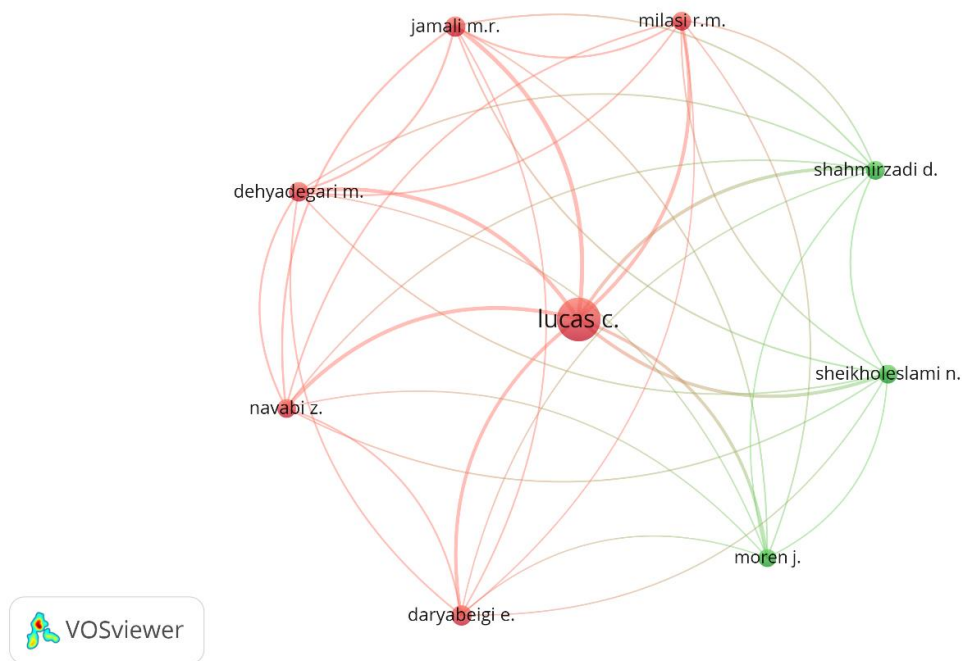 jamali m.r.
milasi r.m.
shahmirzadi d.
dehyadegari m.
lucas c.
sheikholeslami n.
navabi z.
moren j.
daryabeigi e.
VOSviewer